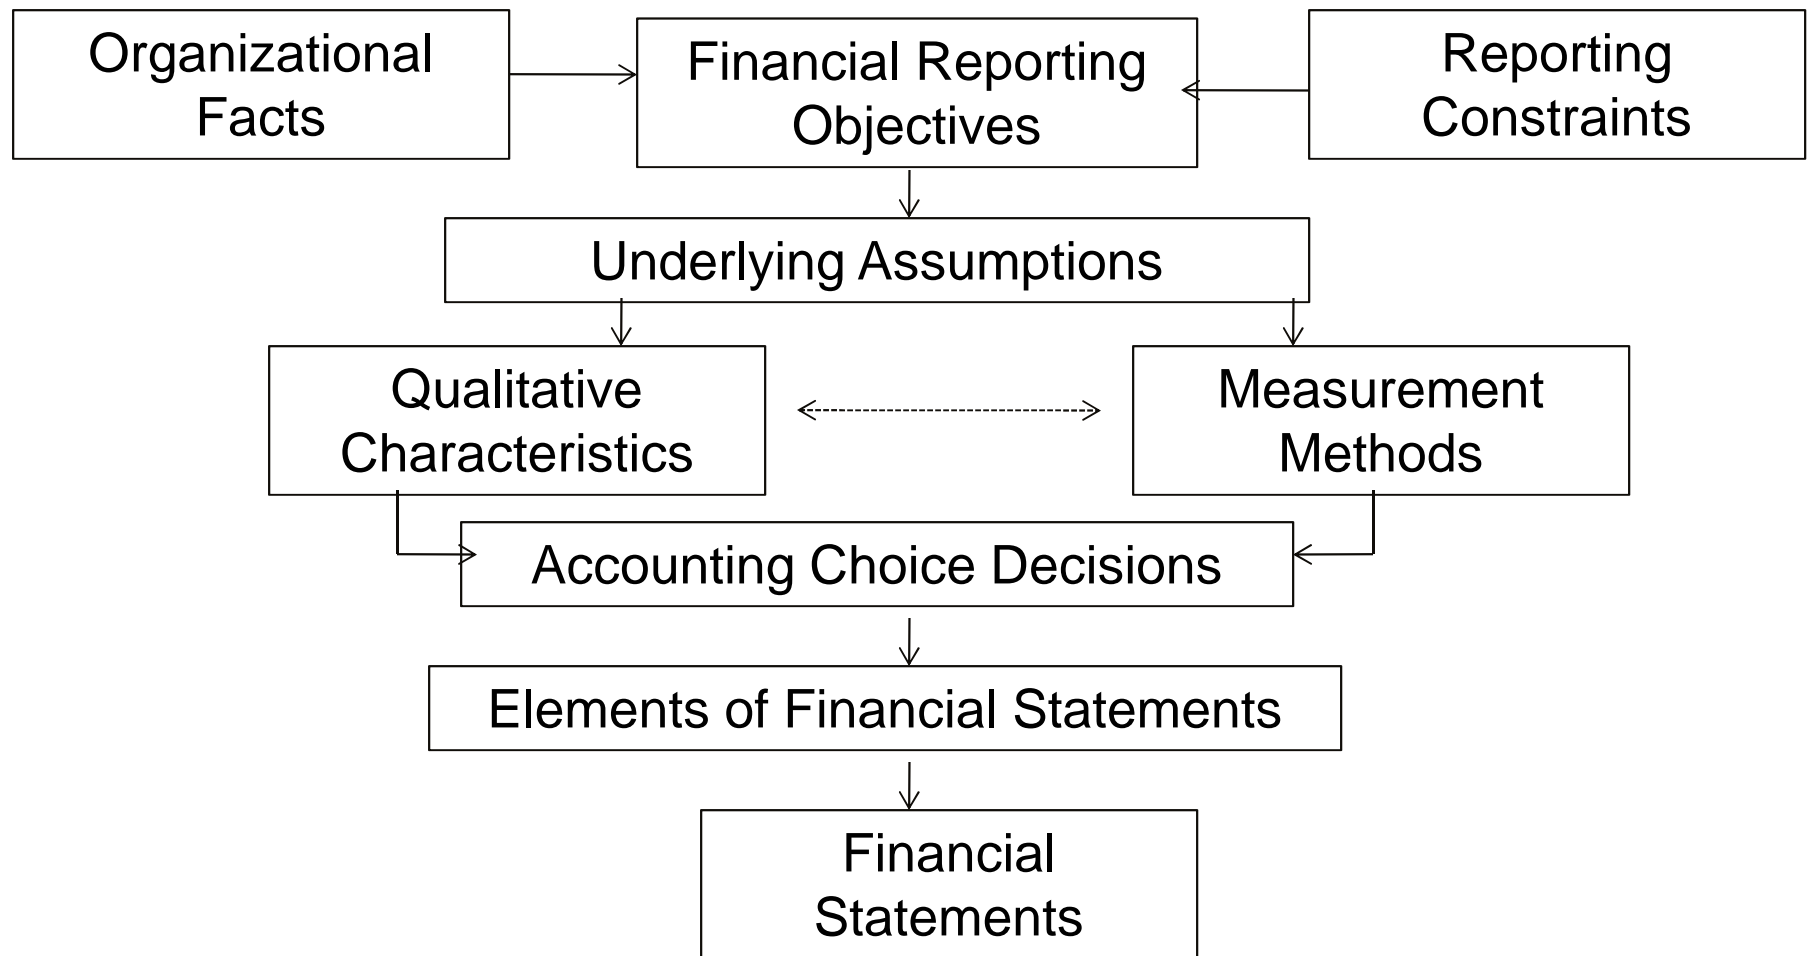 Organizational
Facts
Financial Reporting
Objectives
Reporting
Constraints
Underlying Assumptions
Qualitative
Characteristics
Measurement
Methods
Accounting Choice Decisions
Elements of Financial Statements
Financial
Statements